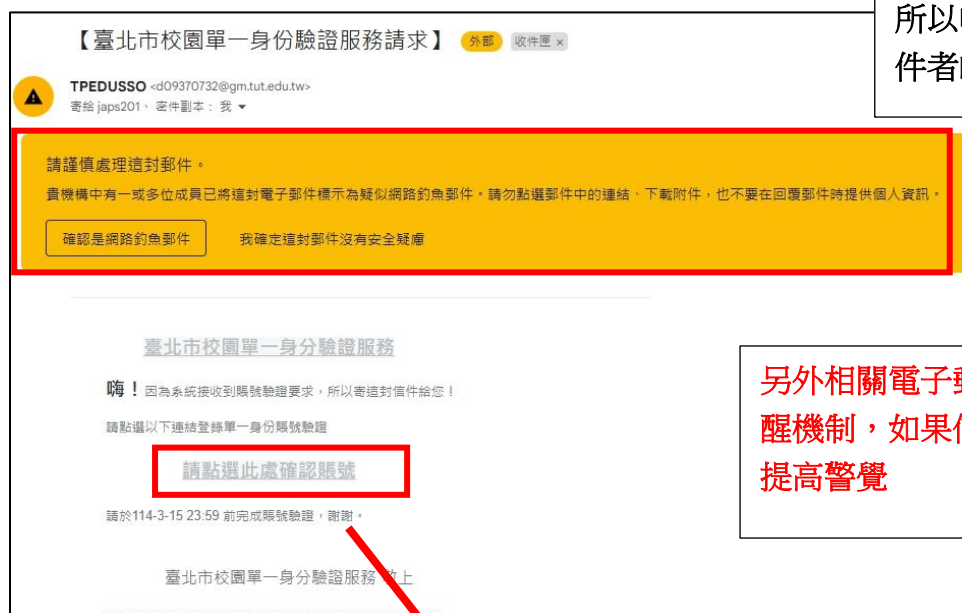 【臺北市校園單一身份驗證服務請求】 外部 收件匣 ×
所以
件者
TPEDUSSO <d09370732@gm.tut.edu.tw>
寄給 japs201、密件副本： 我
請謹慎處理這封郵件。
貴機構中有一或多位成員已將這封電子郵件標示為疑似網路釣魚郵件。請勿點選郵件中的連結、下載附件，也不要在回覆郵件時提供個人資訊。
確認是網路釣魚郵件 我確定這封郵件沒有安全疑慮
臺北市校園單一身分驗證服務
嗨！因為系統接收到賬號驗證要求，所以寄這封信件給您！
請點選以下連結登錄單一身份賬號驗證
請點選此處確認賬號
請於114-3-15 23:59 前完成賬號驗證，謝謝。
臺北市校園單一身分驗證服務 上
另外相關電子
醒機制，如果
提高警覺